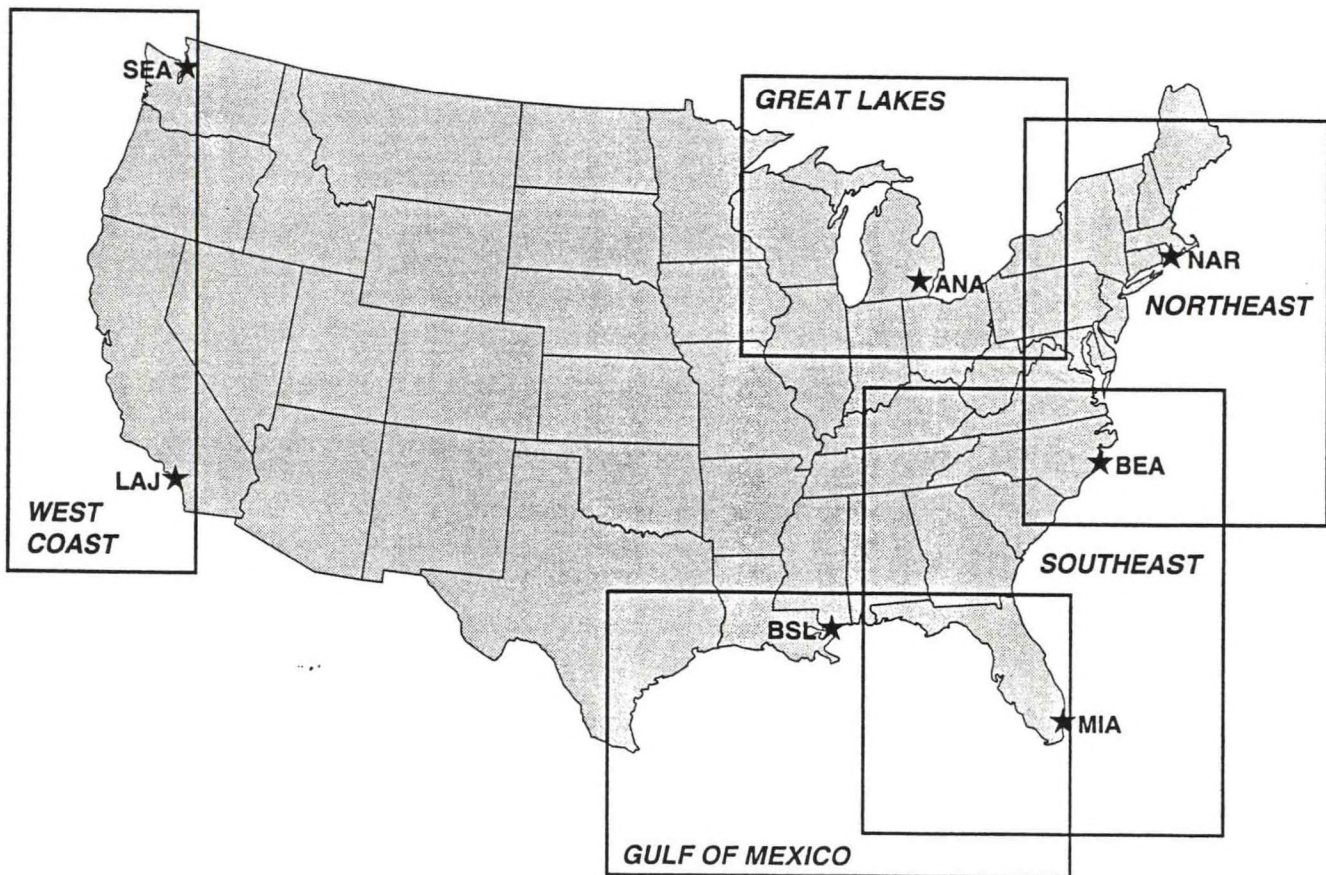 SEA
GREAT LAKES
NAR
ANA
NORTHEAST
LAJ
BEA
WEST
COAST
SOUTHEAST
BSL
MIA
GULF OF MEXICO